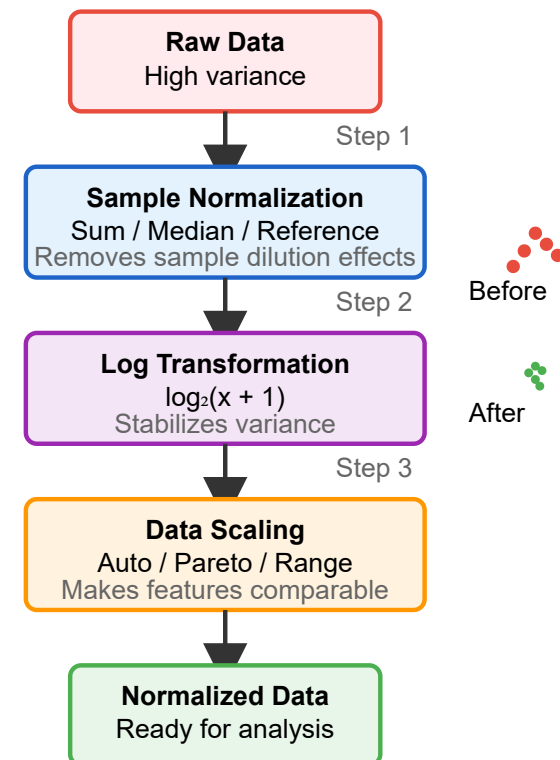 Raw Data
High variance
Step 1
Sample Normalization
Sum / Median / Reference
Removes sample dilution effects
Before
Step 2
Log Transformation
log₂(x + 1)
Stabilizes variance
After
Step 3
Data Scaling
Auto / Pareto / Range
Makes features comparable
Normalized Data
Ready for analysis